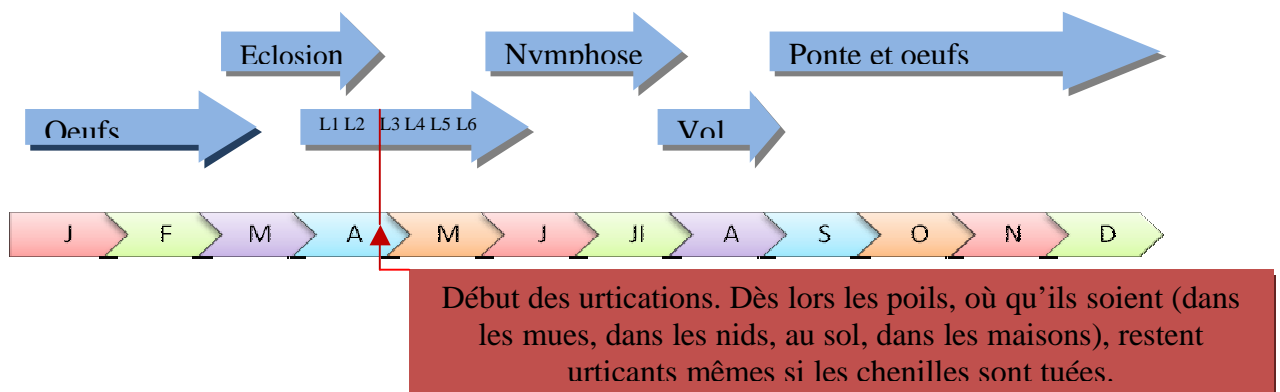 Eclosion
Nymphose
Ponte et oeufs
Oeufs
L1 L2 L3 L4 L5 L6
Vol
J F M A M J Jl A S O N D
Début des urtications. Dès lors les poils, où qu'ils soient (dans
les mues, dans les nids, au sol, dans les maisons), restent
urticants mêmes si les chenilles sont tuées.